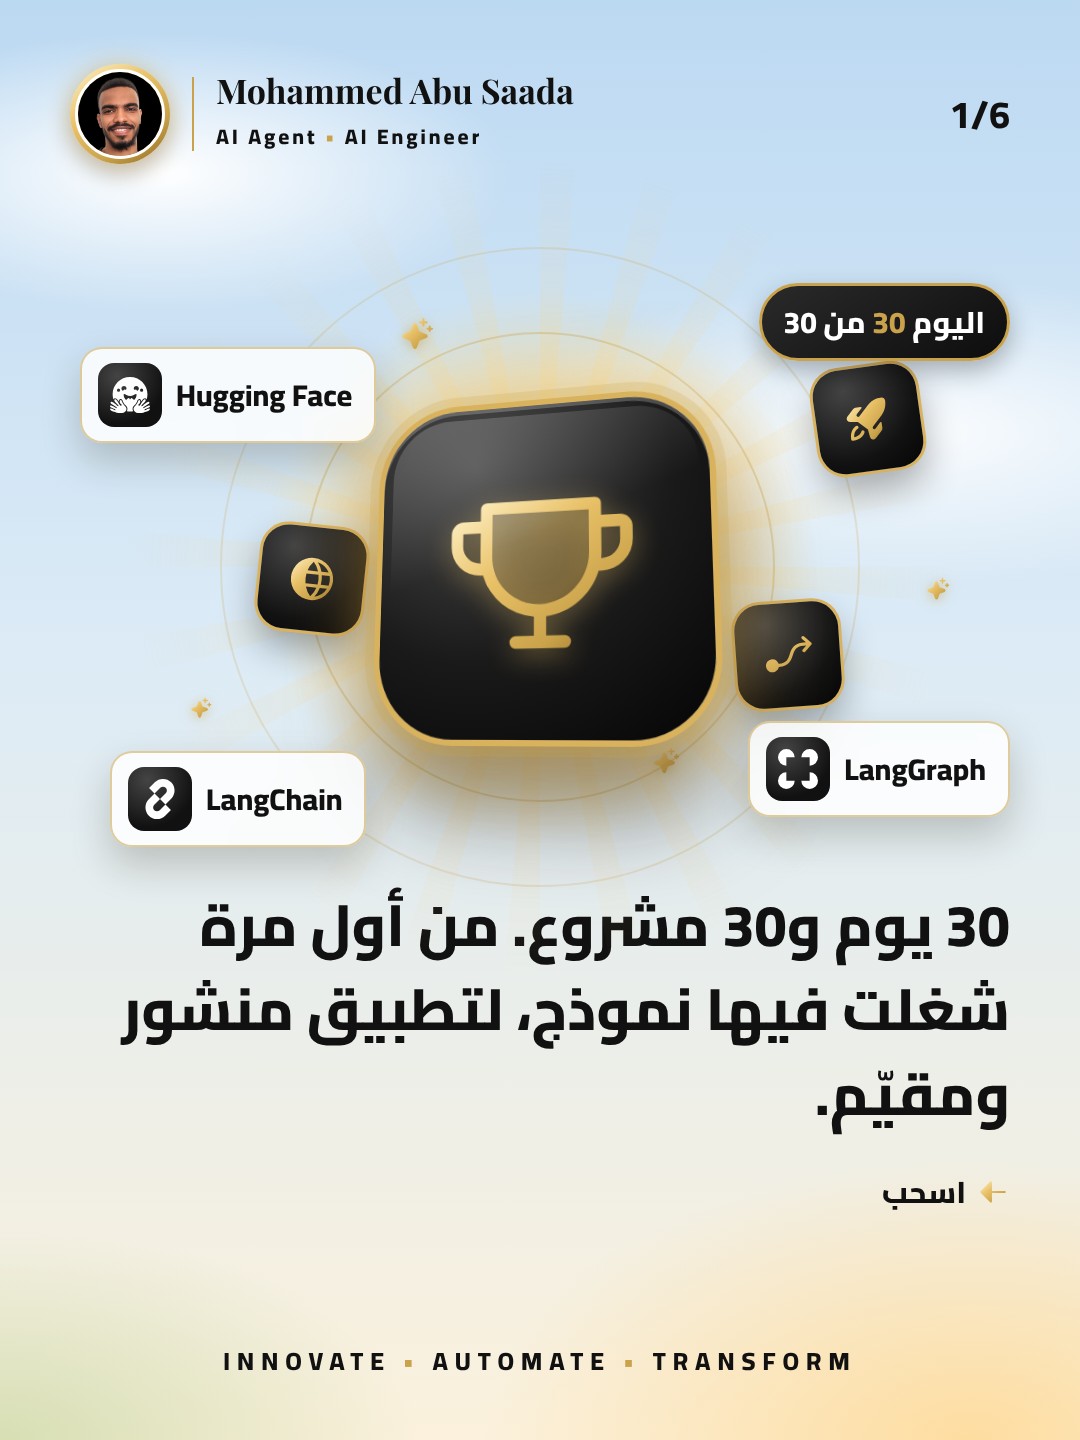 Mohammed Abu Saada
AI Agent ▪ AI Engineer
1/6
اليوم 30 من 30
Hugging Face
LangChain
LangGraph
30 يوم و30 مشروع. من أول مرة
شغلت فيها نموذج، لتطبيق منشور
ومقيّم.
← اسحب
INNOVATE ▪ AUTOMATE ▪ TRANSFORM